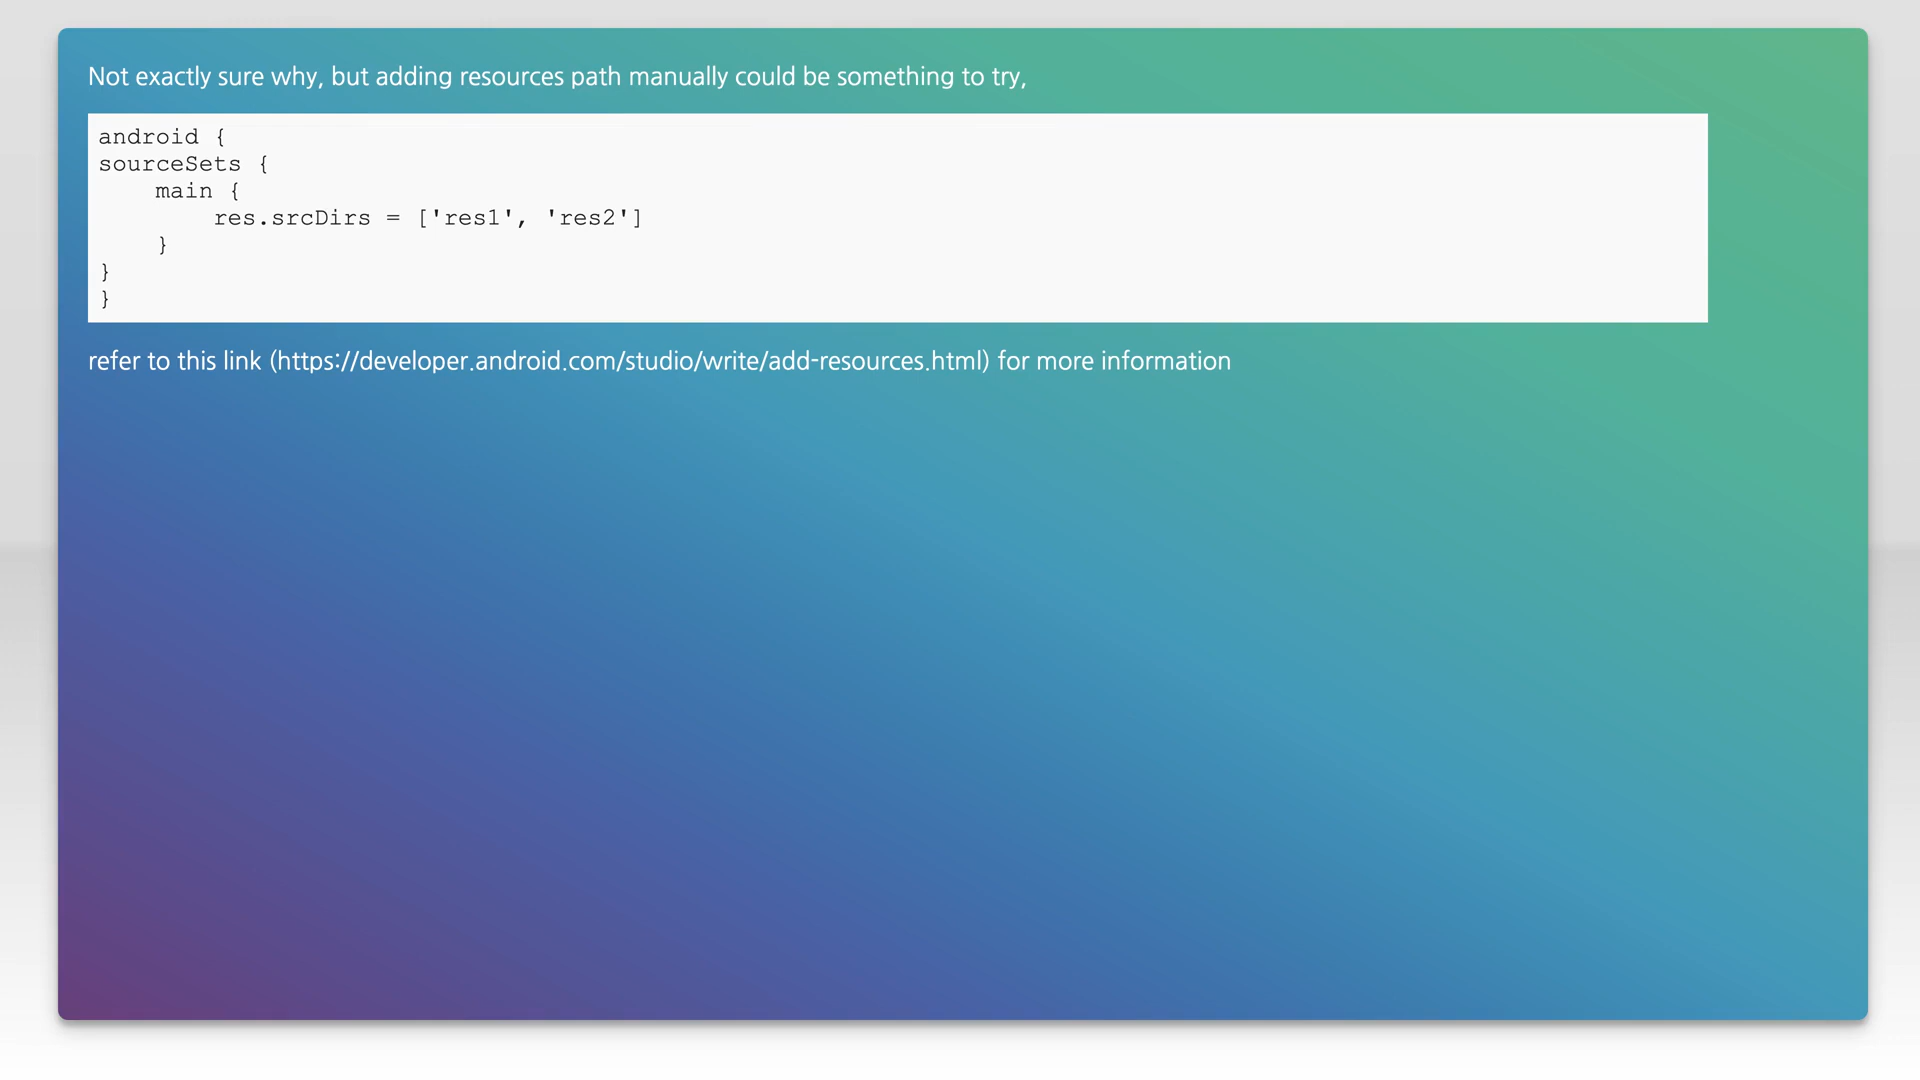 Not exactly sure why, but adding resources path manually could be something to try,
android {
sourceSets {
    main {
        res.srcDirs = ['res1', 'res2']
    }
}
}
refer to this link (https://developer.android.com/studio/write/add-resources.html) for more information